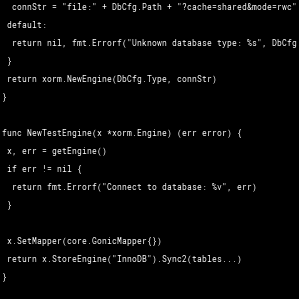 connStr = "file:" + DbCfg.Path + "?cache=shared&mode=rwc"
default:
return nil, fmt.Errorf("Unknown database type: %s", DbCfg
}
return xorm.NewEngine(DbCfg.Type, connStr)
}
func NewTestEngine(x *xorm.Engine) (err error) {
x, err = getEngine()
if err != nil {
return fmt.Errorf("Connect to database: %v", err)
}
x.SetMapper(core.GonicMapper{})
return x.StoreEngine("InnoDB").Sync2(tables...)
}